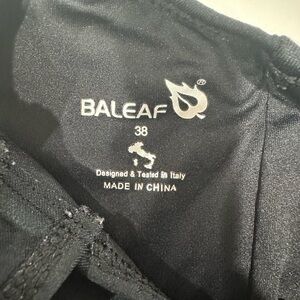 BALEAF ®
38
Designed & Tested in Italy
MADE IN CHINA